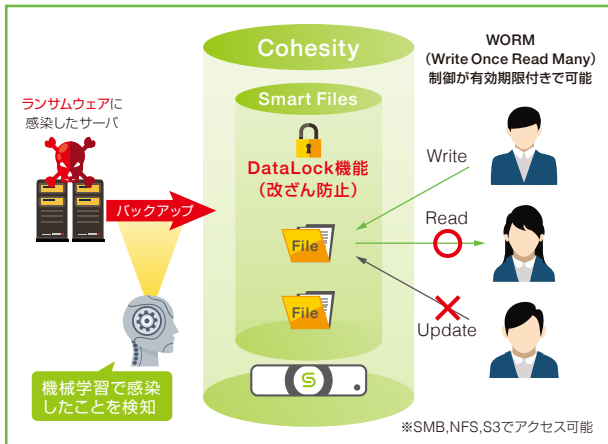 Cohesity
WORM
（Write Once Read Many）
制御が有効期限付きで可能
Smart Files
ランサムウェアに
感染したサーバ
DataLock機能
（改ざん防止）
Write
バックアップ
Read
File
File
Update
機械学習で感染
したことを検知
S
※SMB,NFS,S3でアクセス可能